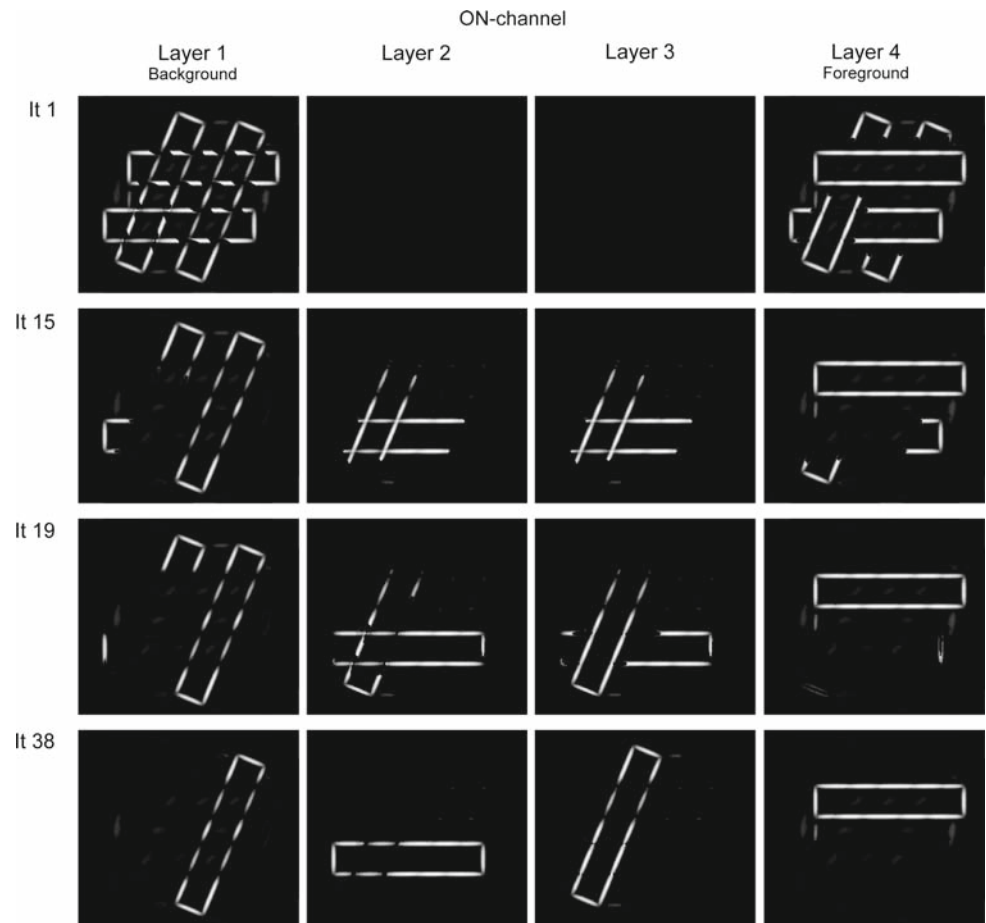 ON-channel
Layer 1 Layer 2 Layer 3 Layer 4
Background Foreground
It 1
It 15
It 19
It 38